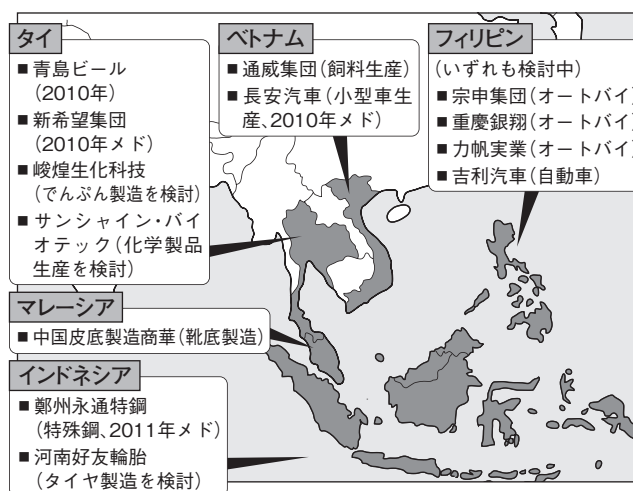 タイ
■ 青島ビール
(2010年)
■ 新希望集団
(2010年メド)
■ 峻煌生化科技
(でんぷん製造を検討)
■ サンシャイン・バイ
オテック(化学製品
生産を検討)
ベトナム
■ 通威集団(飼料生産)
■ 長安汽車(小型車生
産、2010年メド)
フィリピン
(いずれも検討中)
■ 宗申集団(オートバイ)
■ 重慶銀翔(オートバイ)
■ 力帆実業(オートバイ)
■ 吉利汽車(自動車)
マレーシア
■ 中国皮底製造商華(靴底製造)
インドネシア
■ 鄭州永通特鋼
(特殊鋼、2011年メド)
■ 河南好友輪胎
(タイヤ製造を検討)